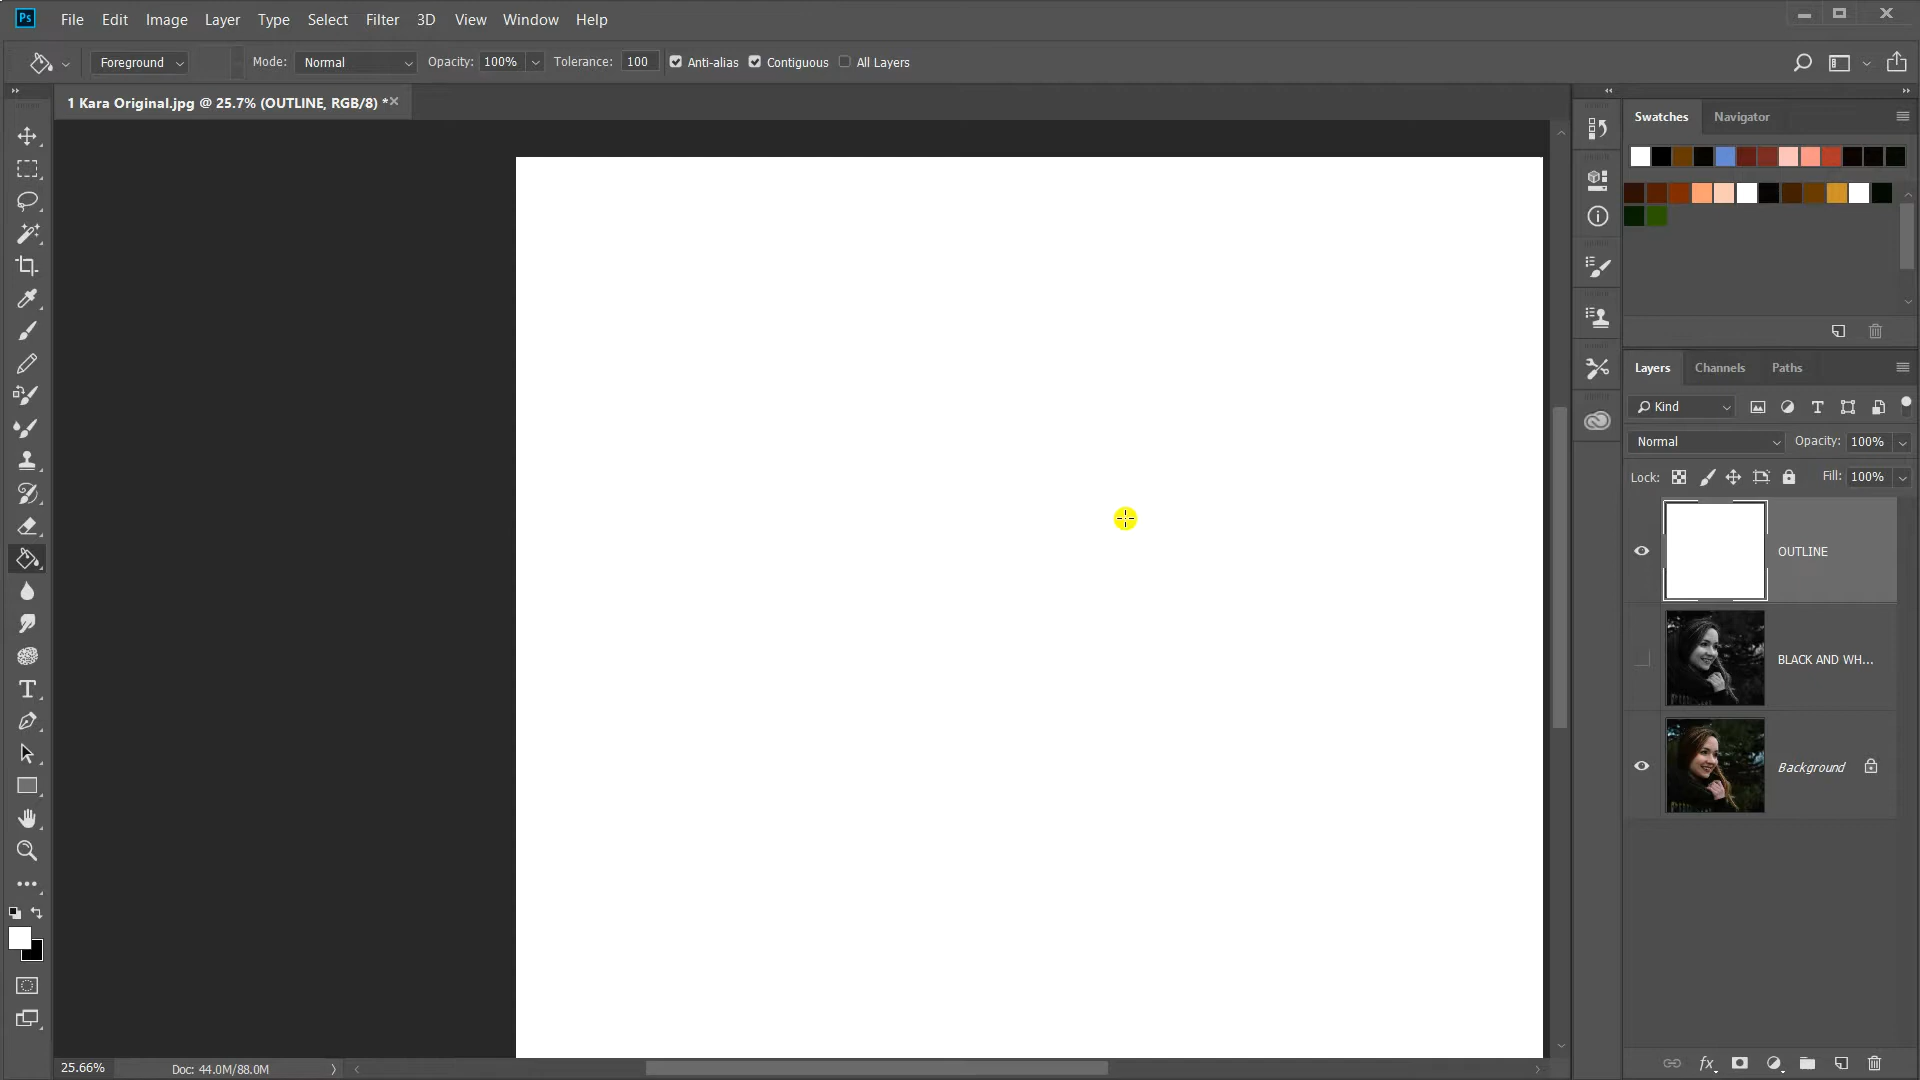 Ps File Edit Image Layer Type Select Filter 3D View Window Help
Foreground Mode: Normal Opacity: 100% Tolerance: 100 Anti-alias Contiguous All Layers
1 Kara Original.jpg @ 25.7% (OUTLINE, RGB/8) *
Swatches Navigator
Layers Channels Paths
Kind
Normal Opacity: 100%
Lock: Fill: 100%
OUTLINE
BLACK AND WH...
Background
25.66% Doc: 44.0M/88.0M